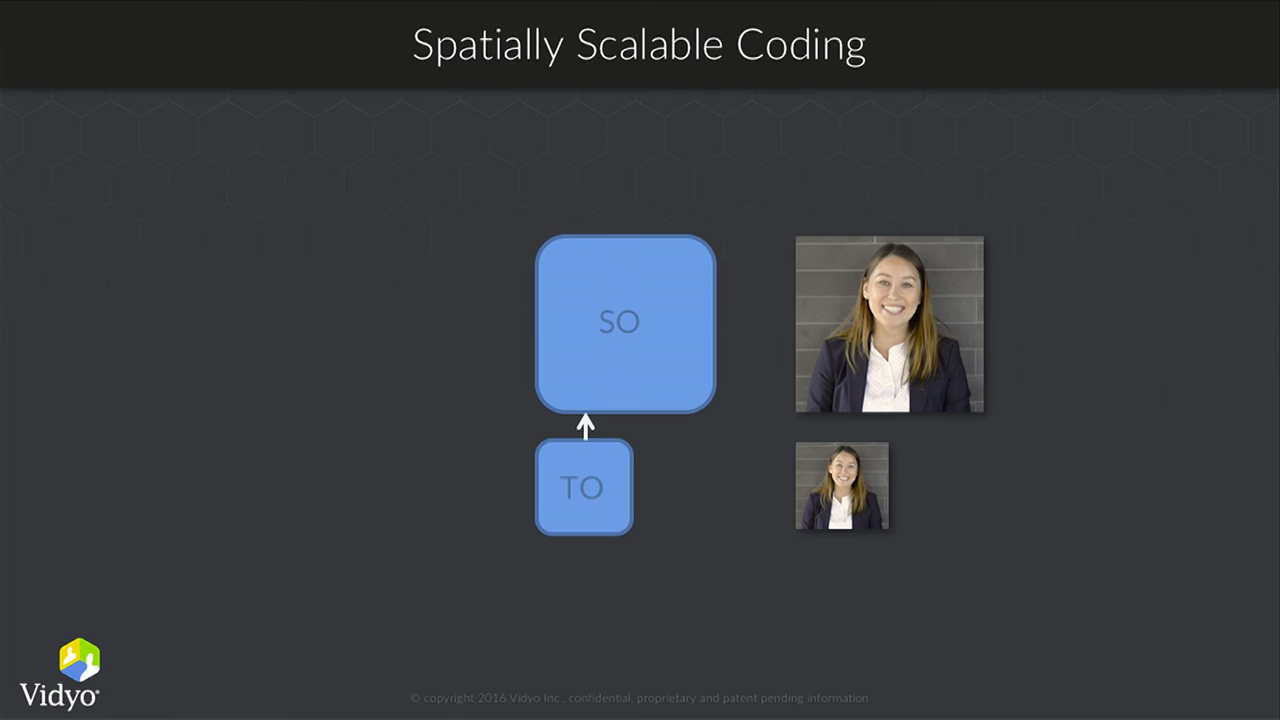 Spatially Scalable Coding
SO
TO
Vidyo®
© copyright 2016 Vidyo Inc., confidential, proprietary and patent pending information